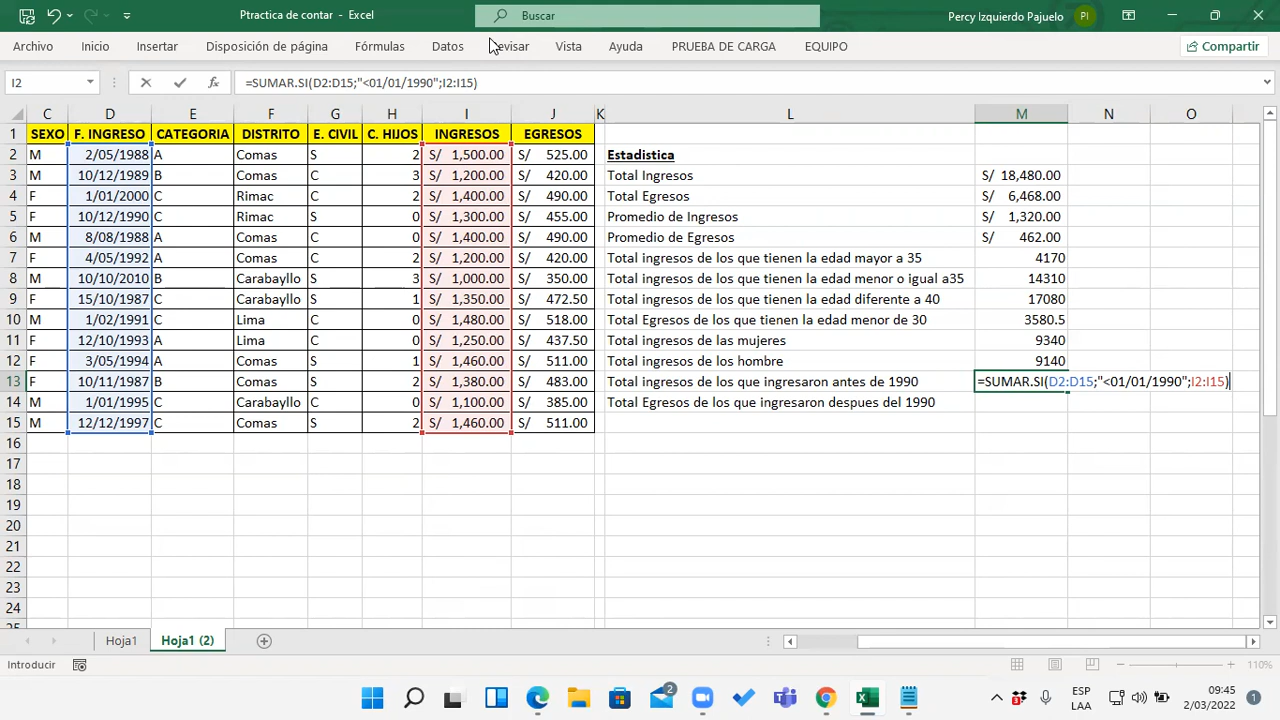 Ptractica de contar - Excel
Buscar
Percy Izquierdo Pajuelo PI
Archivo Inicio Insertar Disposición de página Fórmulas Datos Revisar Vista Ayuda PRUEBA DE CARGA EQUIPO Compartir
I2 fx =SUMAR.SI(D2:D15;"<01/01/1990";I2:I15)
C D E F G H I J K L M N O
1 SEXO F. INGRESO CATEGORIA DISTRITO E. CIVIL C. HIJOS INGRESOS EGRESOS
2 M 2/05/1988 A Comas S 2 S/ 1,500.00 S/ 525.00 Estadistica
3 M 10/12/1989 B Comas C 3 S/ 1,200.00 S/ 420.00 Total Ingresos S/ 18,480.00
4 F 1/01/2000 C Rimac C 2 S/ 1,400.00 S/ 490.00 Total Egresos S/ 6,468.00
5 F 10/12/1990 C Rimac S 0 S/ 1,300.00 S/ 455.00 Promedio de Ingresos S/ 1,320.00
6 M 8/08/1988 A Comas C 0 S/ 1,400.00 S/ 490.00 Promedio de Egresos S/ 462.00
7 F 4/05/1992 A Comas C 2 S/ 1,200.00 S/ 420.00 Total ingresos de los que tienen la edad mayor a 35 4170
8 M 10/10/2010 B Carabayllo S 3 S/ 1,000.00 S/ 350.00 Total ingresos de los que tienen la edad menor o igual a35 14310
9 F 15/10/1987 C Carabayllo S 1 S/ 1,350.00 S/ 472.50 Total ingresos de los que tienen la edad diferente a 40 17080
10 M 1/02/1991 C Lima C 0 S/ 1,480.00 S/ 518.00 Total Egresos de los que tienen la edad menor de 30 3580.5
11 F 12/10/1993 A Lima C 0 S/ 1,250.00 S/ 437.50 Total ingresos de las mujeres 9340
12 F 3/05/1994 A Comas S 1 S/ 1,460.00 S/ 511.00 Total ingresos de los hombre 9140
13 F 10/11/1987 B Comas S 2 S/ 1,380.00 S/ 483.00 Total ingresos de los que ingresaron antes de 1990 =SUMAR.SI(D2:D15;"<01/01/1990";I2:I15)
14 M 1/01/1995 C Carabayllo C 0 S/ 1,100.00 S/ 385.00 Total Egresos de los que ingresaron despues del 1990
15 M 12/12/1997 C Comas S 2 S/ 1,460.00 S/ 511.00
16
17
18
19
20
21
22
23
24
Hoja1 Hoja1 (2)
Introducir 110%
2 ESP LAA 09:45 2/03/2022 1